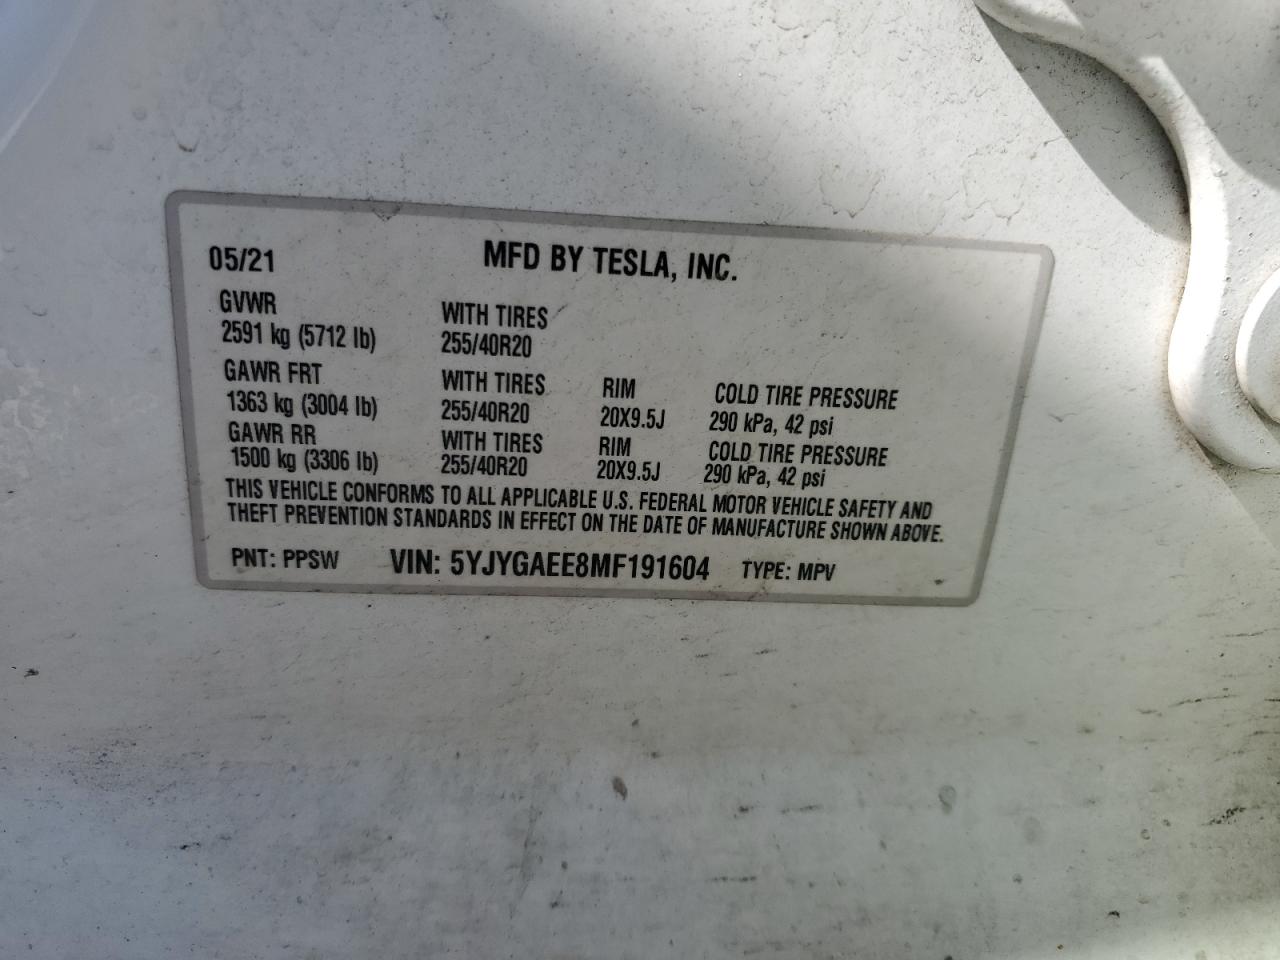 05/21 MFD BY TESLA, INC.
GVWR WITH TIRES
2591 kg (5712 lb) 255/40R20
GAWR FRT WITH TIRES RIM COLD TIRE PRESSURE
1363 kg (3004 lb) 255/40R20 20X9.5J 290 kPa, 42 psi
GAWR RR WITH TIRES RIM COLD TIRE PRESSURE
1500 kg (3306 lb) 255/40R20 20X9.5J 290 kPa, 42 psi
THIS VEHICLE CONFORMS TO ALL APPLICABLE U.S. FEDERAL MOTOR VEHICLE SAFETY AND
THEFT PREVENTION STANDARDS IN EFFECT ON THE DATE OF MANUFACTURE SHOWN ABOVE.
PNT: PPSW VIN: 5YJYGAEE8MF191604 TYPE: MPV